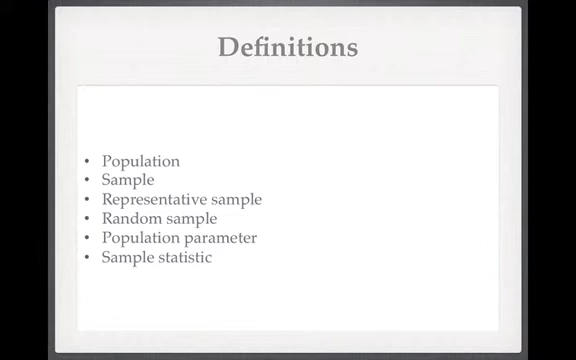 Definitions
• Population
• Sample
• Representative sample
• Random sample
• Population parameter
• Sample statistic